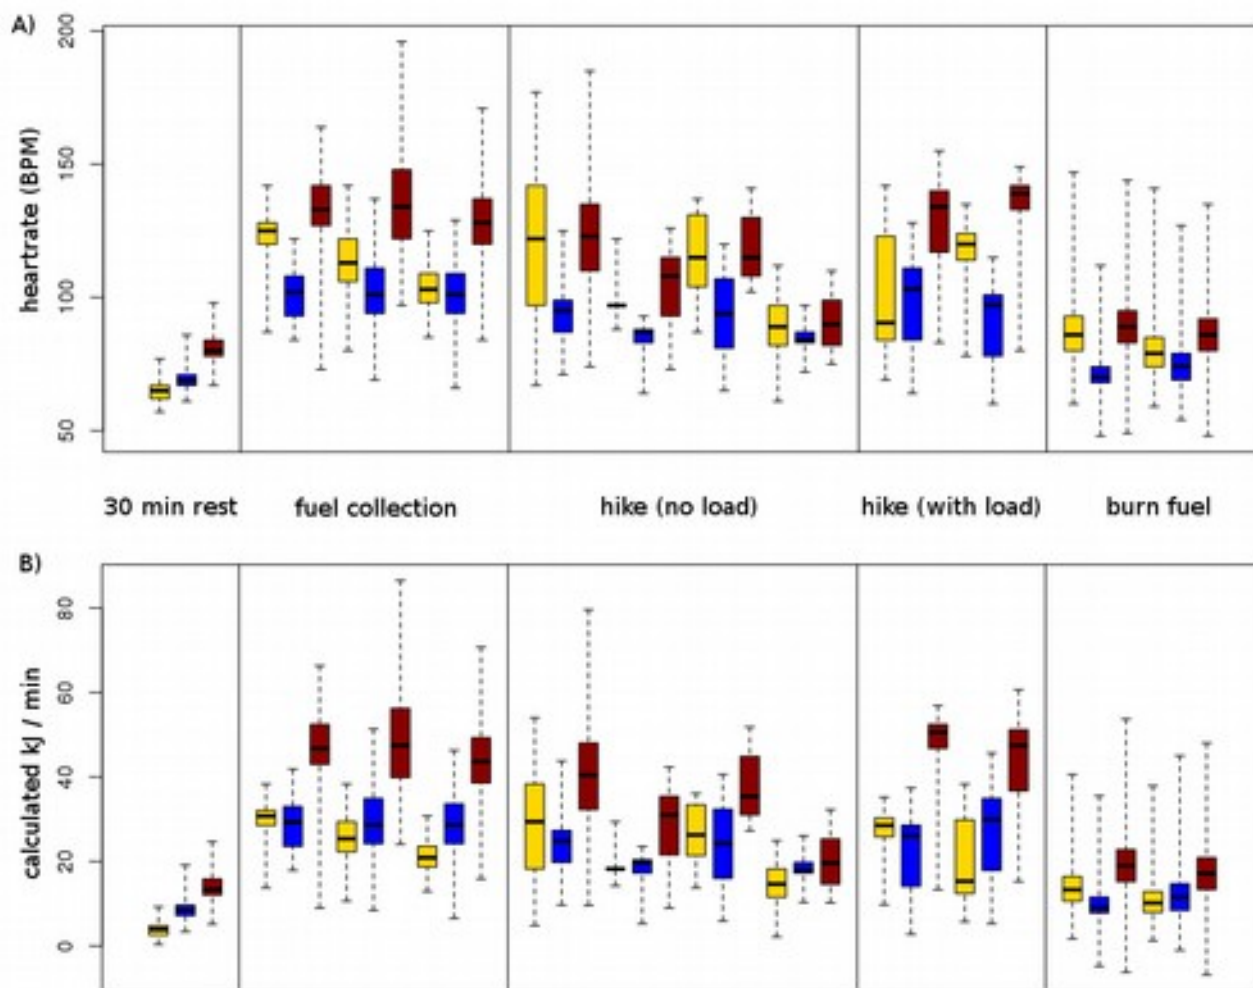 A)
200
150
100
50
heartrate (BPM)
30 min rest fuel collection hike (no load) hike (with load) burn fuel
B)
80
60
40
20
0
calculated kJ / min